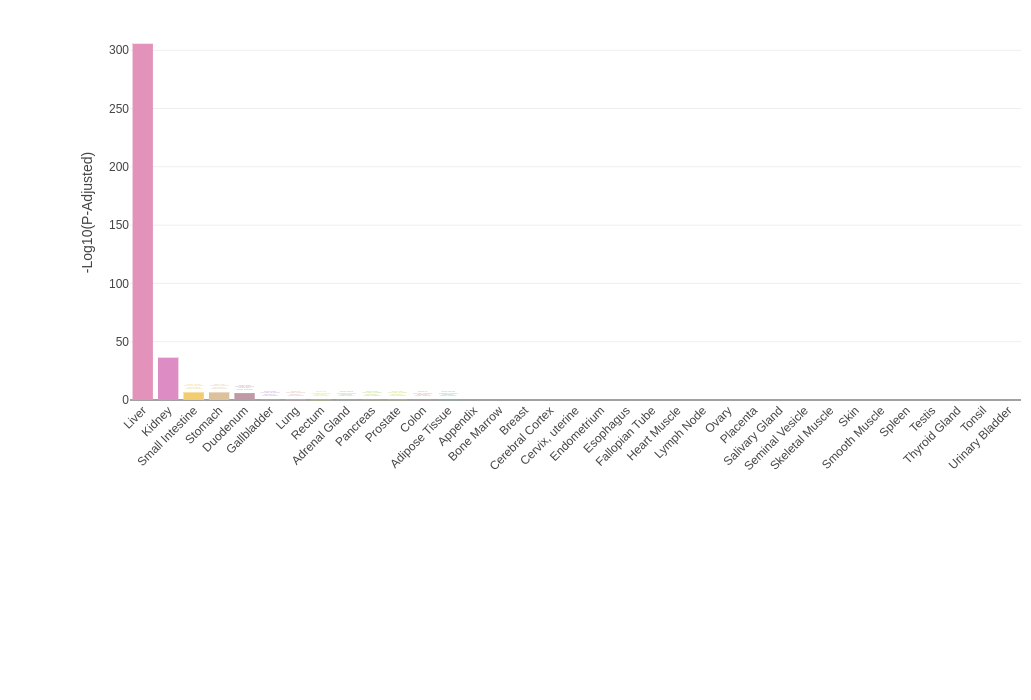 -Log10(P-Adjusted)
300
250
200
150
100
50
0
Liver
Kidney
Small Intestine
Stomach
Duodenum
Gallbladder
Lung
Rectum
Adrenal Gland
Pancreas
Prostate
Colon
Adipose Tissue
Appendix
Bone Marrow
Breast
Cerebral Cortex
Cervix, uterine
Endometrium
Esophagus
Fallopian Tube
Heart Muscle
Lymph Node
Ovary
Placenta
Salivary Gland
Seminal Vesicle
Skeletal Muscle
Skin
Smooth Muscle
Spleen
Testis
Thyroid Gland
Tonsil
Urinary Bladder